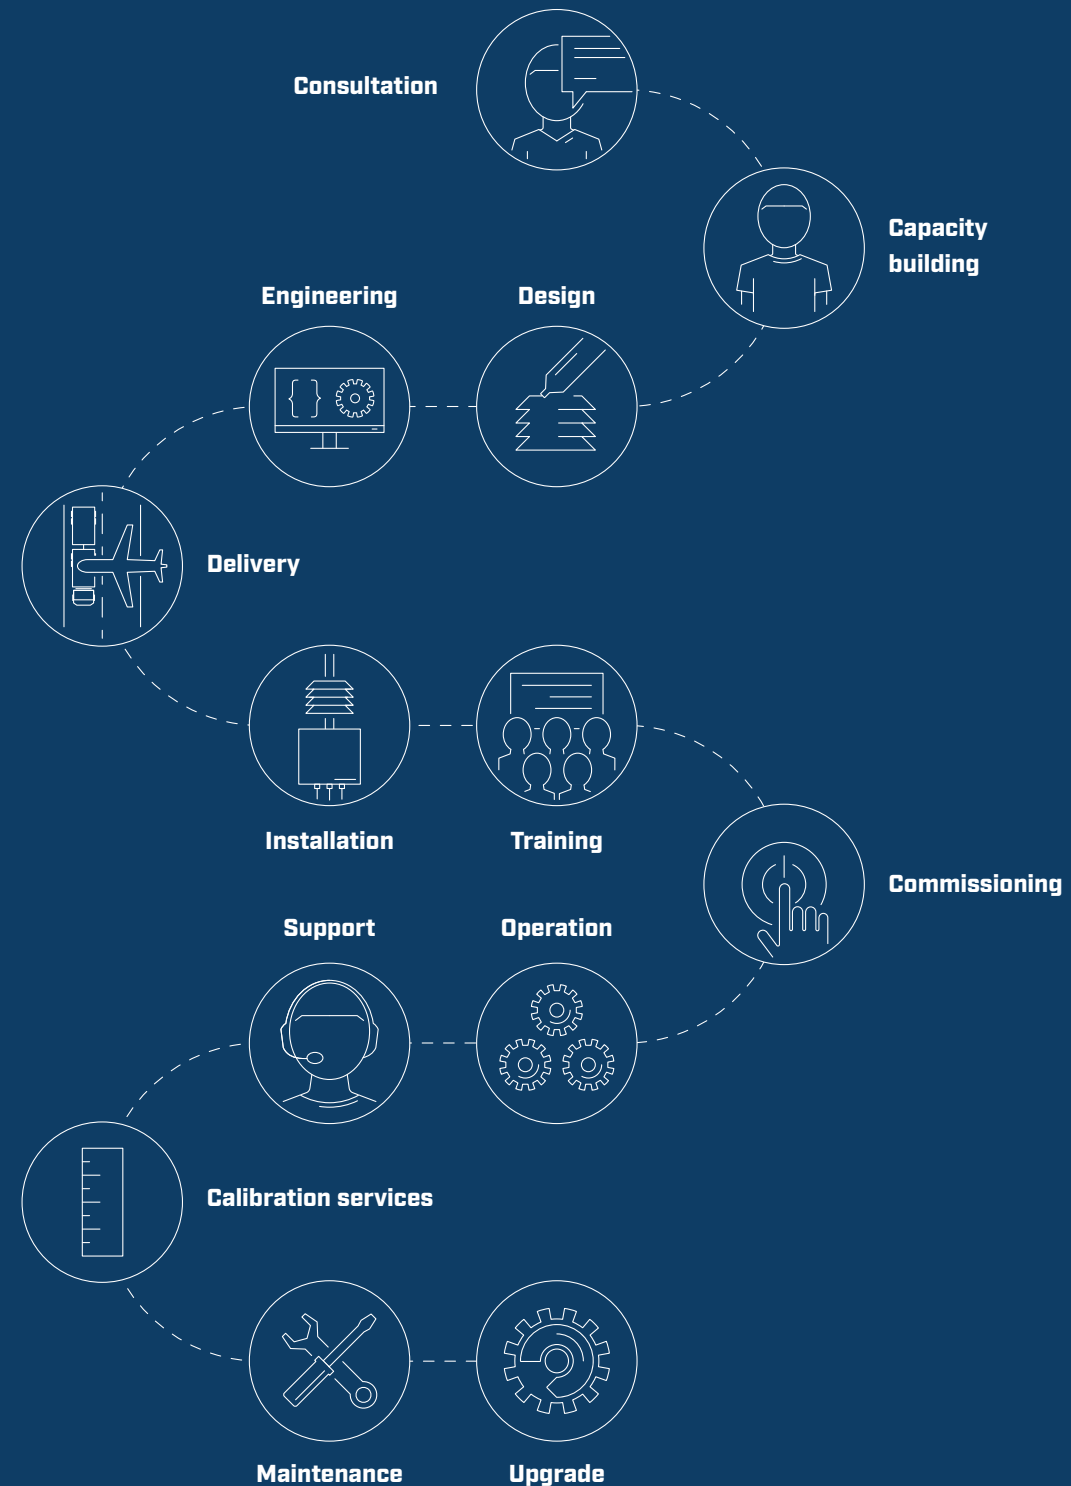 Consultation
Capacity
building
Engineering
Design
Delivery
Installation
Training
Commissioning
Support
Operation
Calibration services
Maintenance
Upgrade